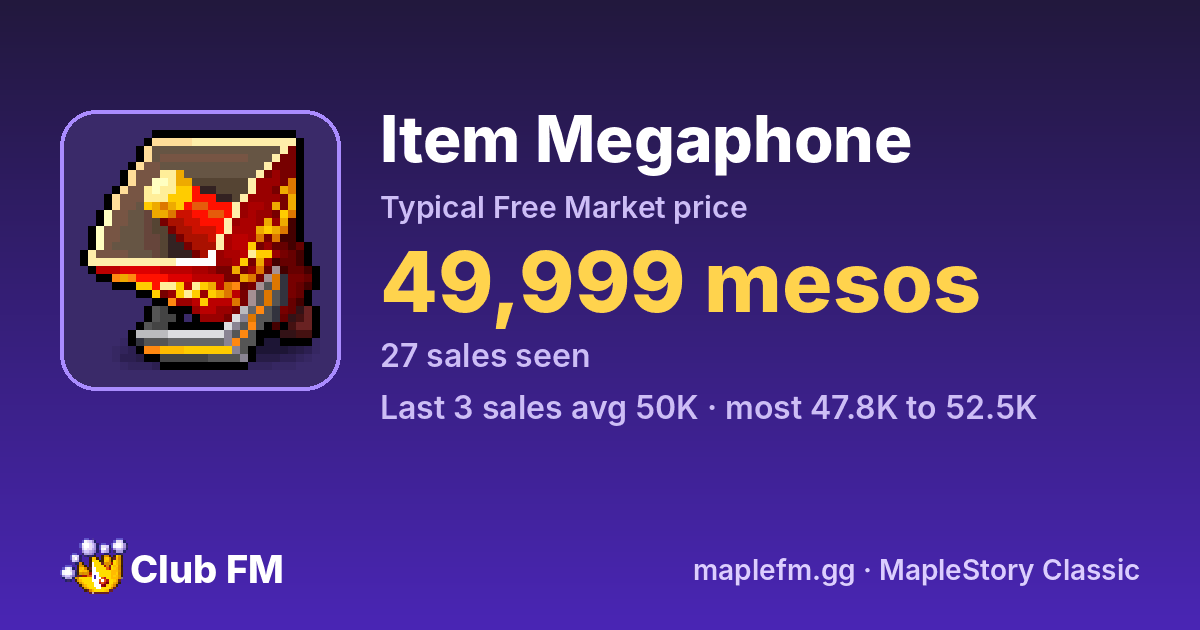 Item Megaphone
Typical Free Market price
49,999 mesos
27 sales seen
Last 3 sales avg 50K · most 47.8K to 52.5K
Club FM
maplefm.gg · MapleStory Classic